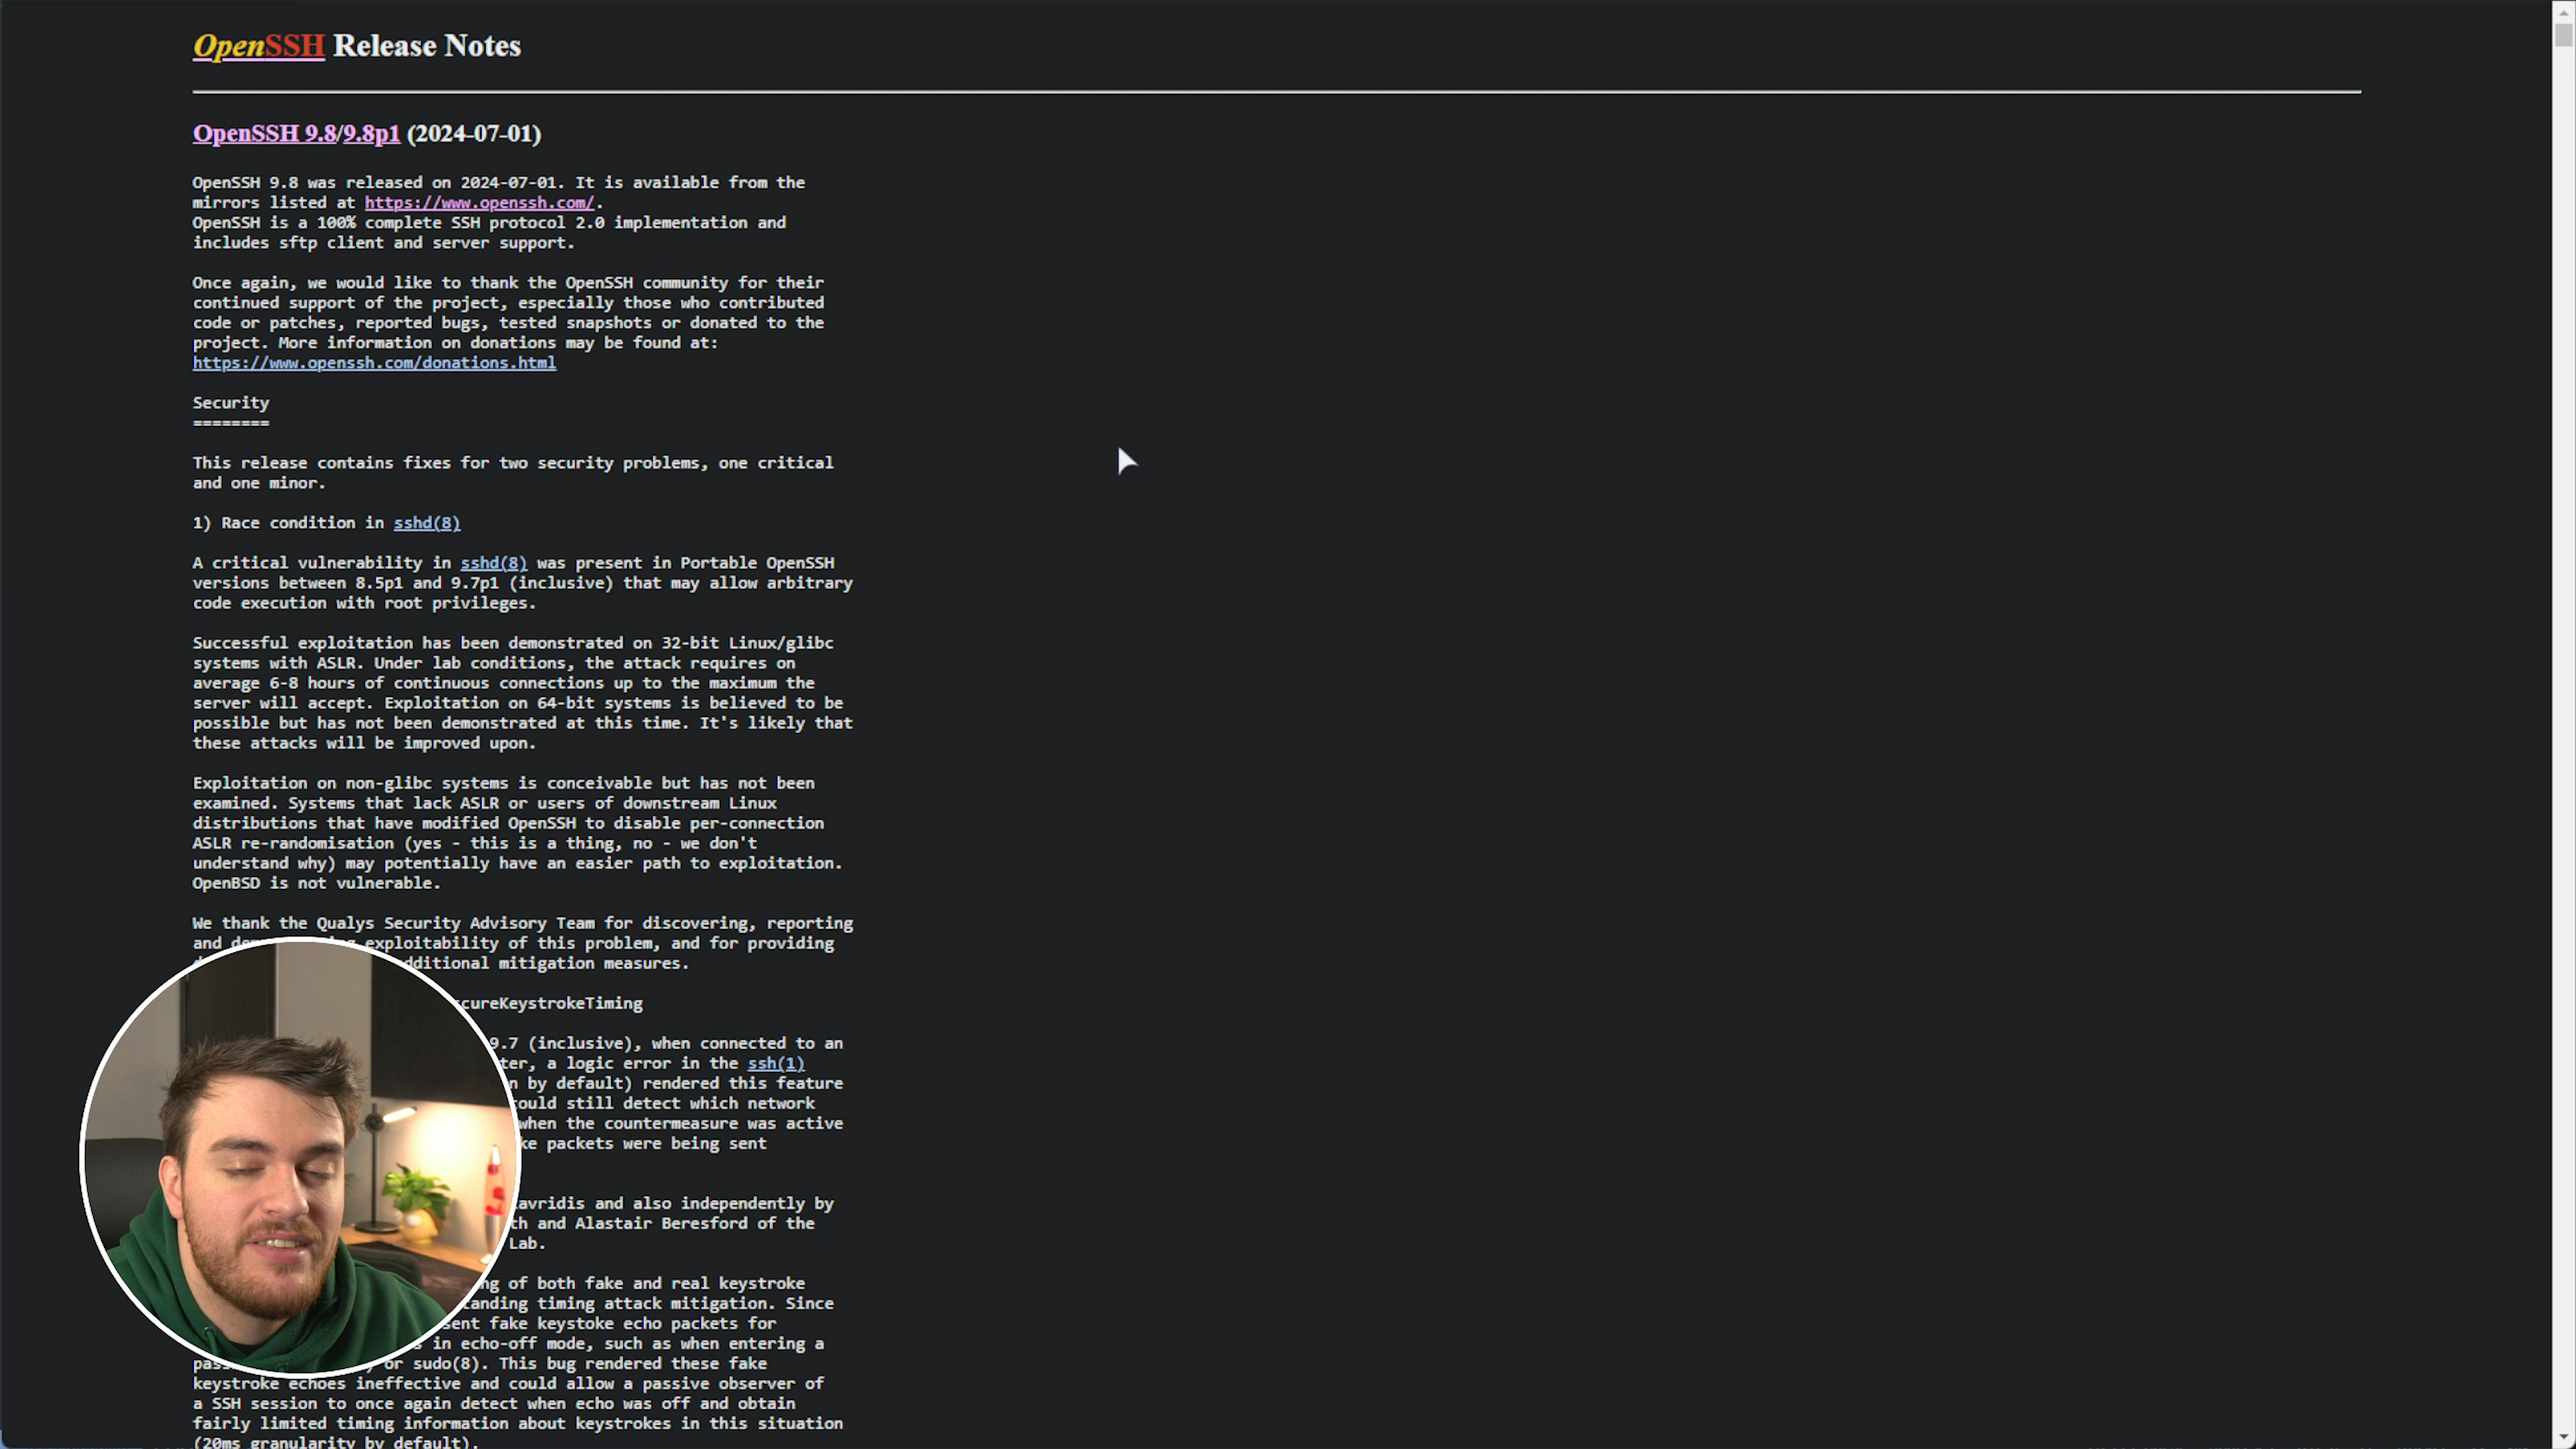 OpenSSH Release Notes
OpenSSH 9.8/9.8p1 (2024-07-01)
OpenSSH 9.8 was released on 2024-07-01. It is available from the
mirrors listed at https://www.openssh.com/.
OpenSSH is a 100% complete SSH protocol 2.0 implementation and
includes sftp client and server support.
Once again, we would like to thank the OpenSSH community for their
continued support of the project, especially those who contributed
code or patches, reported bugs, tested snapshots or donated to the
project. More information on donations may be found at:
https://www.openssh.com/donations.html
Security
========
This release contains fixes for two security problems, one critical
and one minor.
1) Race condition in sshd(8)
A critical vulnerability in sshd(8) was present in Portable OpenSSH
versions between 8.5p1 and 9.7p1 (inclusive) that may allow arbitrary
code execution with root privileges.
Successful exploitation has been demonstrated on 32-bit Linux/glibc
systems with ASLR. Under lab conditions, the attack requires on
average 6-8 hours of continuous connections up to the maximum the
server will accept. Exploitation on 64-bit systems is believed to be
possible but has not been demonstrated at this time. It's likely that
these attacks will be improved upon.
Exploitation on non-glibc systems is conceivable but has not been
examined. Systems that lack ASLR or users of downstream Linux
distributions that have modified OpenSSH to disable per-connection
ASLR re-randomisation (yes - this is a thing, no - we don't
understand why) may potentially have an easier path to exploitation.
OpenBSD is not vulnerable.
We thank the Qualys Security Advisory Team for discovering, reporting
and exploitability of this problem, and for providing
additional mitigation measures.
cureKeystrokeTiming
9.7 (inclusive), when connected to an
ter, a logic error in the ssh(1)
n by default) rendered this feature
could still detect which network
when the countermeasure was active
ke packets were being sent
avridis and also independently by
th and Alastair Beresford of the
Lab.
ng of both fake and real keystroke
tanding timing attack mitigation. Since
sent fake keystoke echo packets for
in echo-off mode, such as when entering a
or sudo(8). This bug rendered these fake
keystroke echoes ineffective and could allow a passive observer of
a SSH session to once again detect when echo was off and obtain
fairly limited timing information about keystrokes in this situation
(20ms granularity by default).